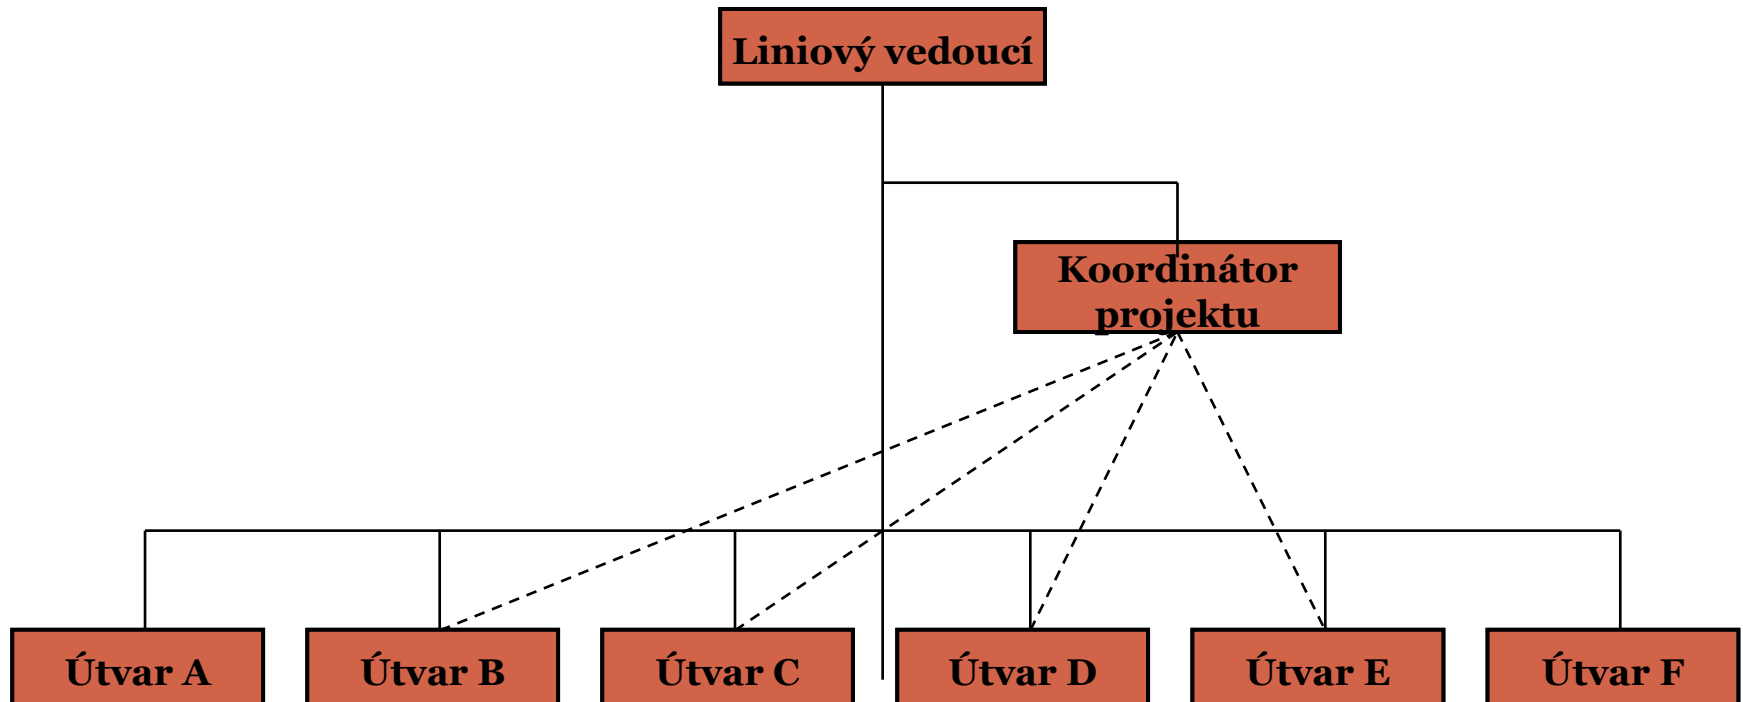 Liniový vedoucí
Koordinátor
projektu
Útvar A
Útvar B
Útvar C
Útvar D
Útvar E
Útvar F